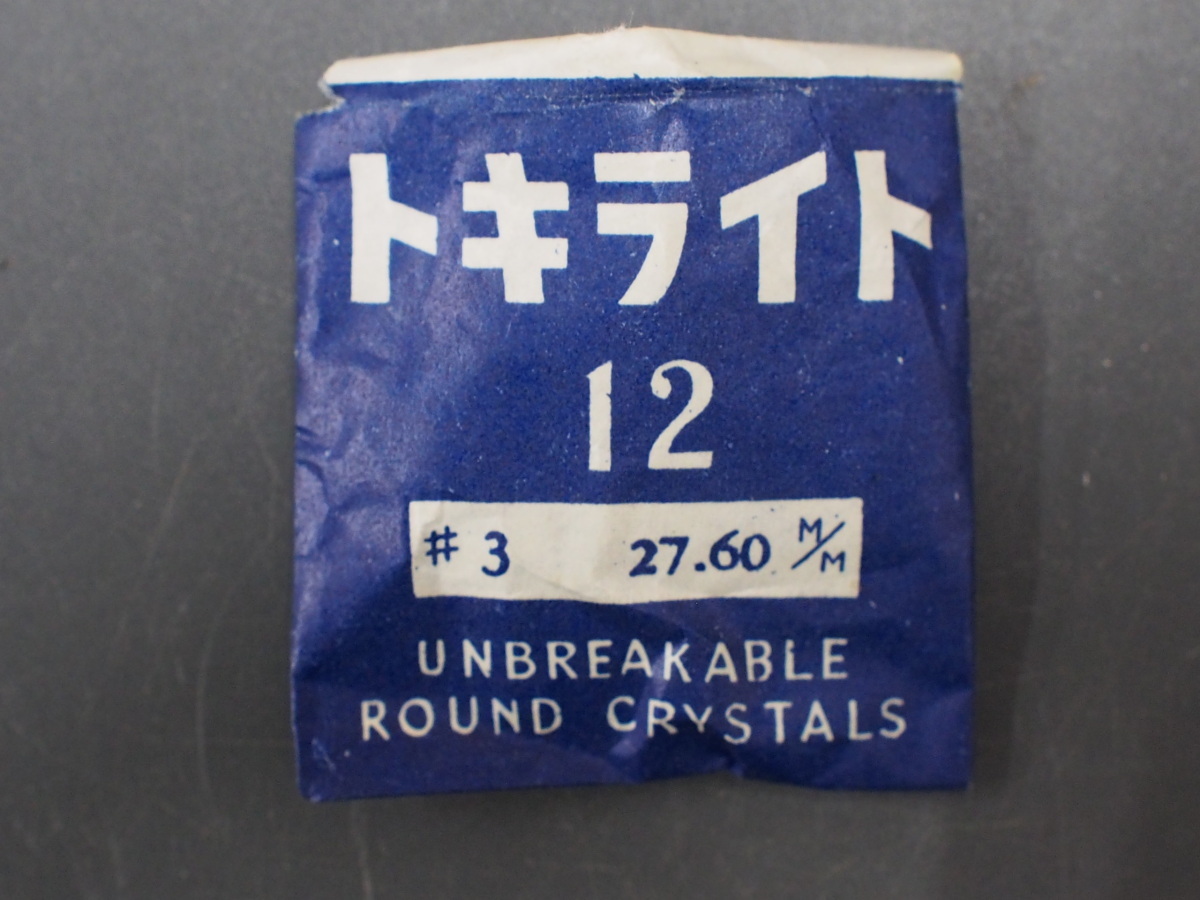 トキライト
12
# 3 27.60 M/M
UNBREAKABLE
ROUND CRYSTALS